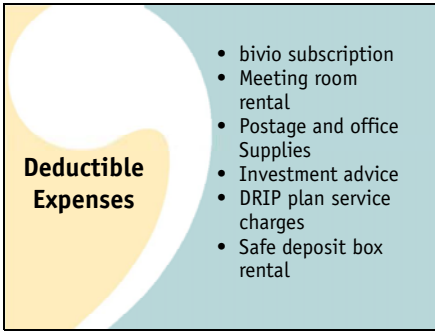 Deductible
Expenses
• bivio subscription
• Meeting room
rental
• Postage and office
Supplies
• Investment advice
• DRIP plan service
charges
• Safe deposit box
rental